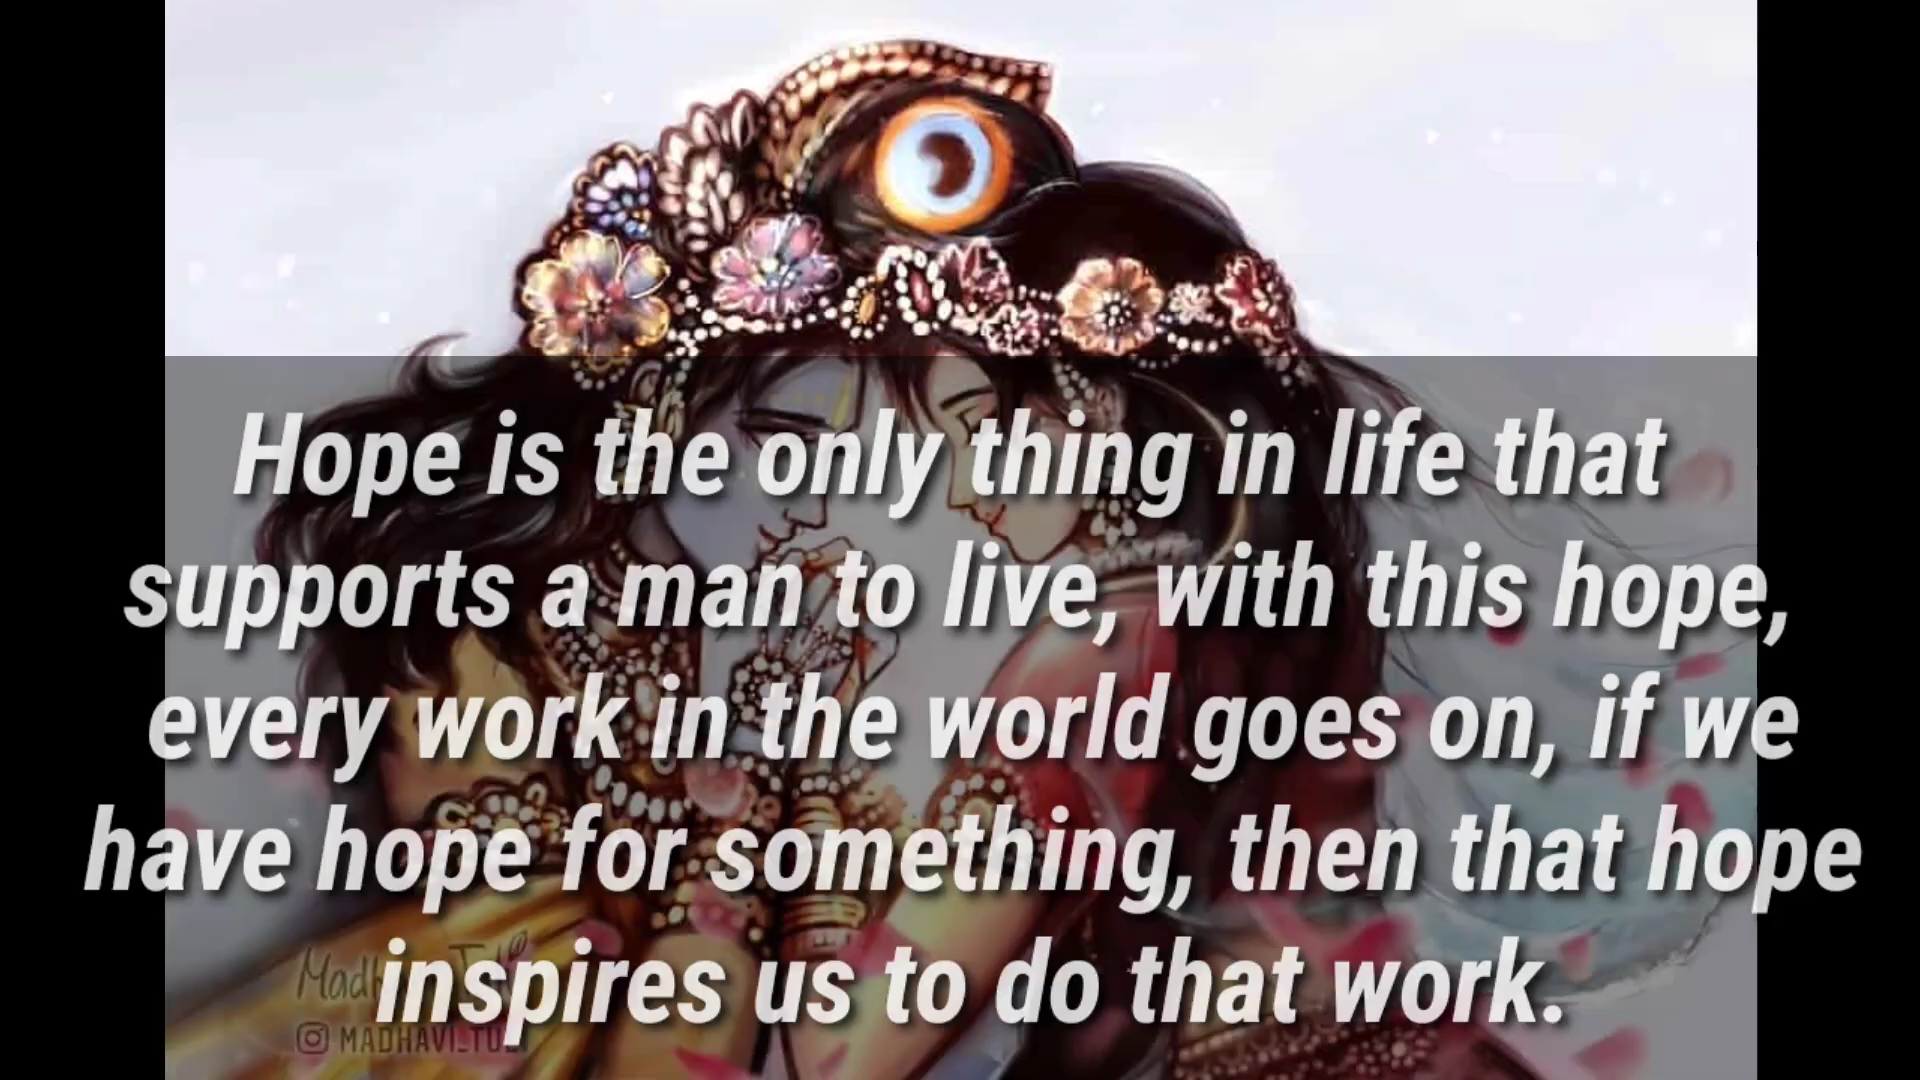 Hope is the only thing in life that
supports a man to live, with this hope,
every work in the world goes on, if we
have hope for something, then that hope
inspires us to do that work.